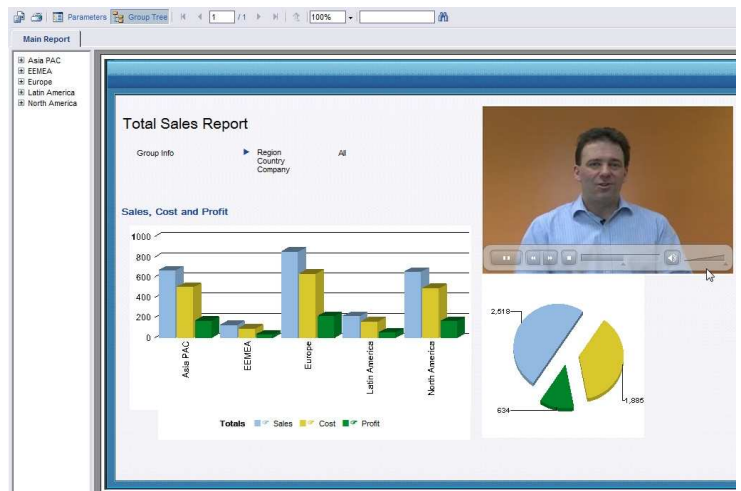 Parameters Group Tree 1 / 1 100%
Main Report
Asia PAC
EEMEA
Europe
Latin America
North America
Total Sales Report
Group Info Region All
Country
Company
Sales, Cost and Profit
1000
800
600
400
200
0
Asia PAC
EEMEA
Europe
Latin America
North America
Totals Sales Cost Profit
2,518
1,885
634